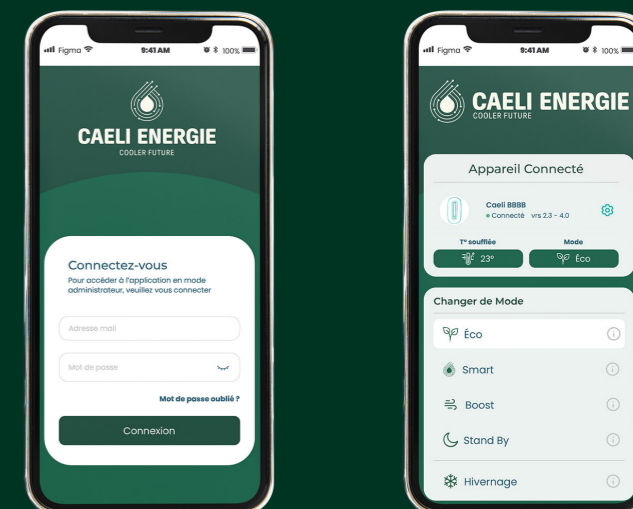 Figma
9:41 AM
100%
CAELI ENERGIE
COOLER FUTURE
Connectez-vous
Pour accéder à l'application en mode
administrateur, veuillez vous connecter
Adresse mail
Mot de passe
Mot de passe oublié ?
Connexion
Figma
9:41 AM
100%
CAELI ENERGIE
COOLER FUTURE
Appareil Connecté
Caeli BBBB
Connecté vrs 2.3 - 4.0
T° soufflée
Mode
23°
Éco
Changer de Mode
Éco
Smart
Boost
Stand By
Hivernage